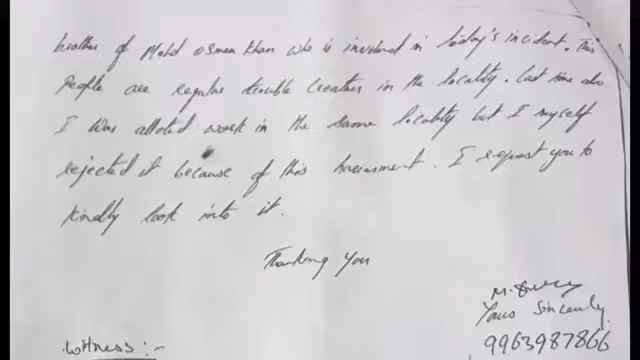 brother of Mohd osman Khan who is involved in today's incident. This
People are regular trouble creaters in the locality. Last time also
I was alloted work in the same locality but I myself
rejected it because of this harassment. I request you to
kindly look into it.
Thanking You
Yours Sincerely.
9963987866
Witness :-